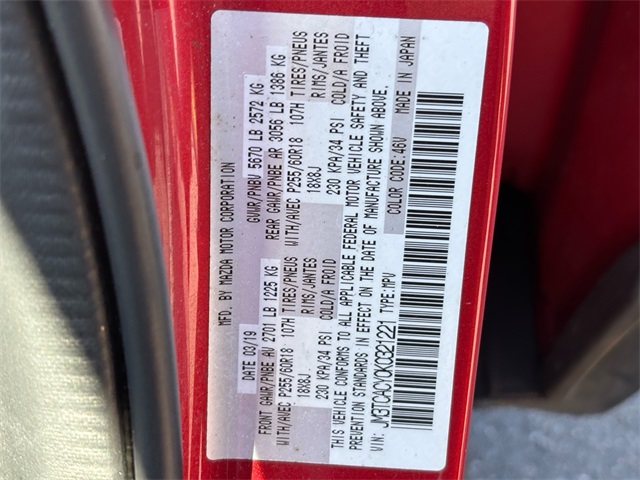 MFD. BY MAZDA MOTOR CORPORATION
DATE 03/19 GVWR/PNBV 5670 LB 2572 KG
FRONT GAWR/PNBE AV 2701 LB 1225 KG REAR GAWR/PNBE AR 3056 LB 1386 KG
WITH/AVEC P255/60R18 107H TIRES/PNEUS WITH/AVEC P255/60R18 107H TIRES/PNEUS
18X8J RIMS/JANTES 18X8J RIMS/JANTES
230 KPA/34 PSI COLD/A FROID 230 KPA/34 PSI COLD/A FROID
THIS VEHICLE CONFORMS TO ALL APPLICABLE FEDERAL MOTOR VEHICLE SAFETY AND THEFT
PREVENTION STANDARDS IN EFFECT ON THE DATE OF MANUFACTURE SHOWN ABOVE.
COLOR CODE:46V MADE IN JAPAN
VIN: JM3TCACY0K0321221 TYPE:MPV